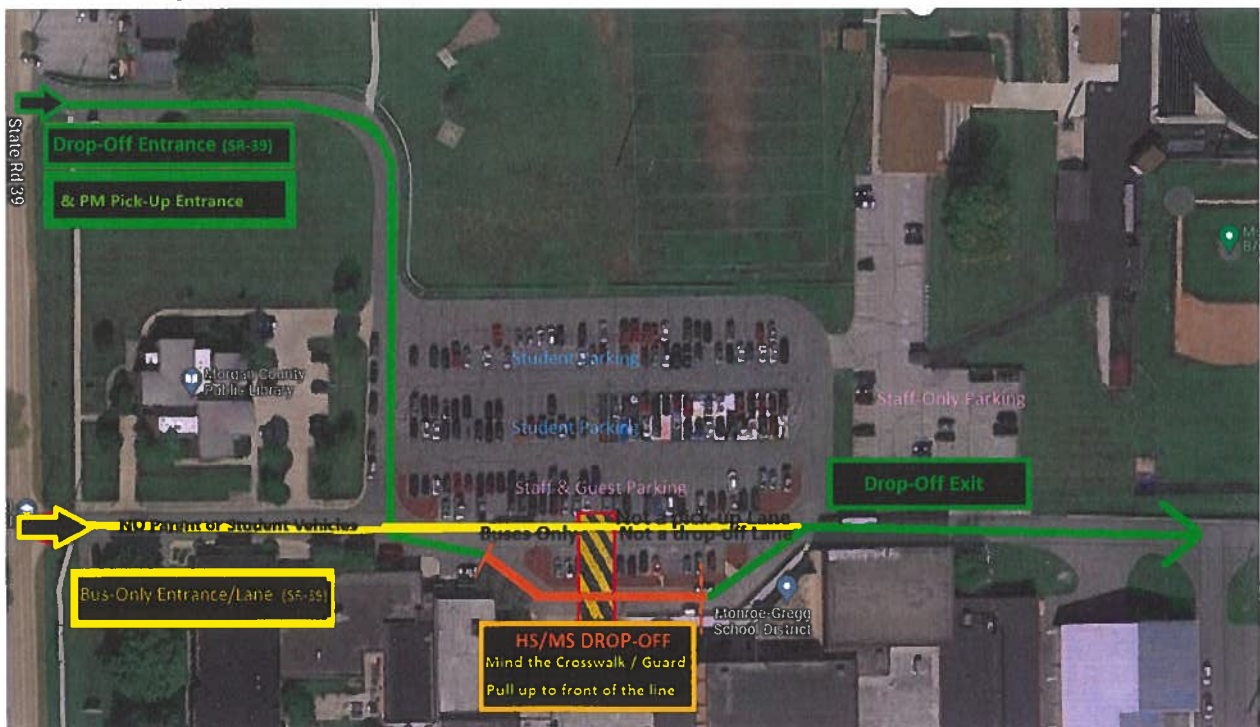 State Rd 39
Drop-Off Entrance (SR-39)
& PM Pick-Up Entrance
Morgan County
Public Library
Student Parking
Student Parking
Staff-Only Parking
Staff & Guest Parking
Drop-Off Exit
NO Parent or Student Vehicles
Not a pick-up Lane
Buses Only
Not a drop-off Lane
Bus-Only Entrance/Lane (SR-39)
Monroe-Gregg
School District
HS/MS DROP-OFF
Mind the Crosswalk / Guard
Pull up to front of the line